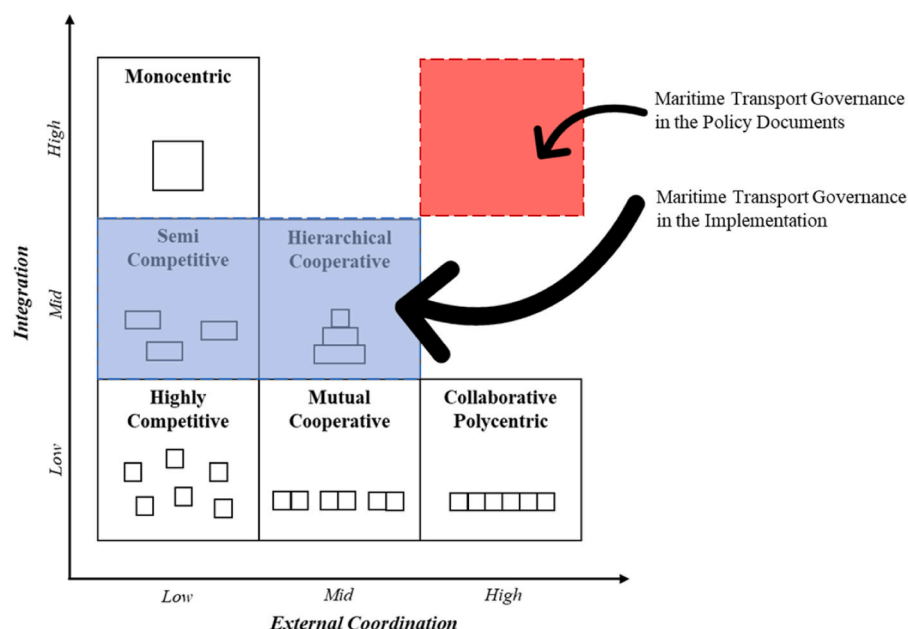 Monocentric
Maritime Transport Governance
in the Policy Documents
High
Maritime Transport Governance
in the Implementation
Semi
Competitive
Hierarchical
Cooperative
Integration
Mid
Highly
Competitive
Mutual
Cooperative
Collaborative
Polycentric
Low
Low
Mid
High
External Coordination